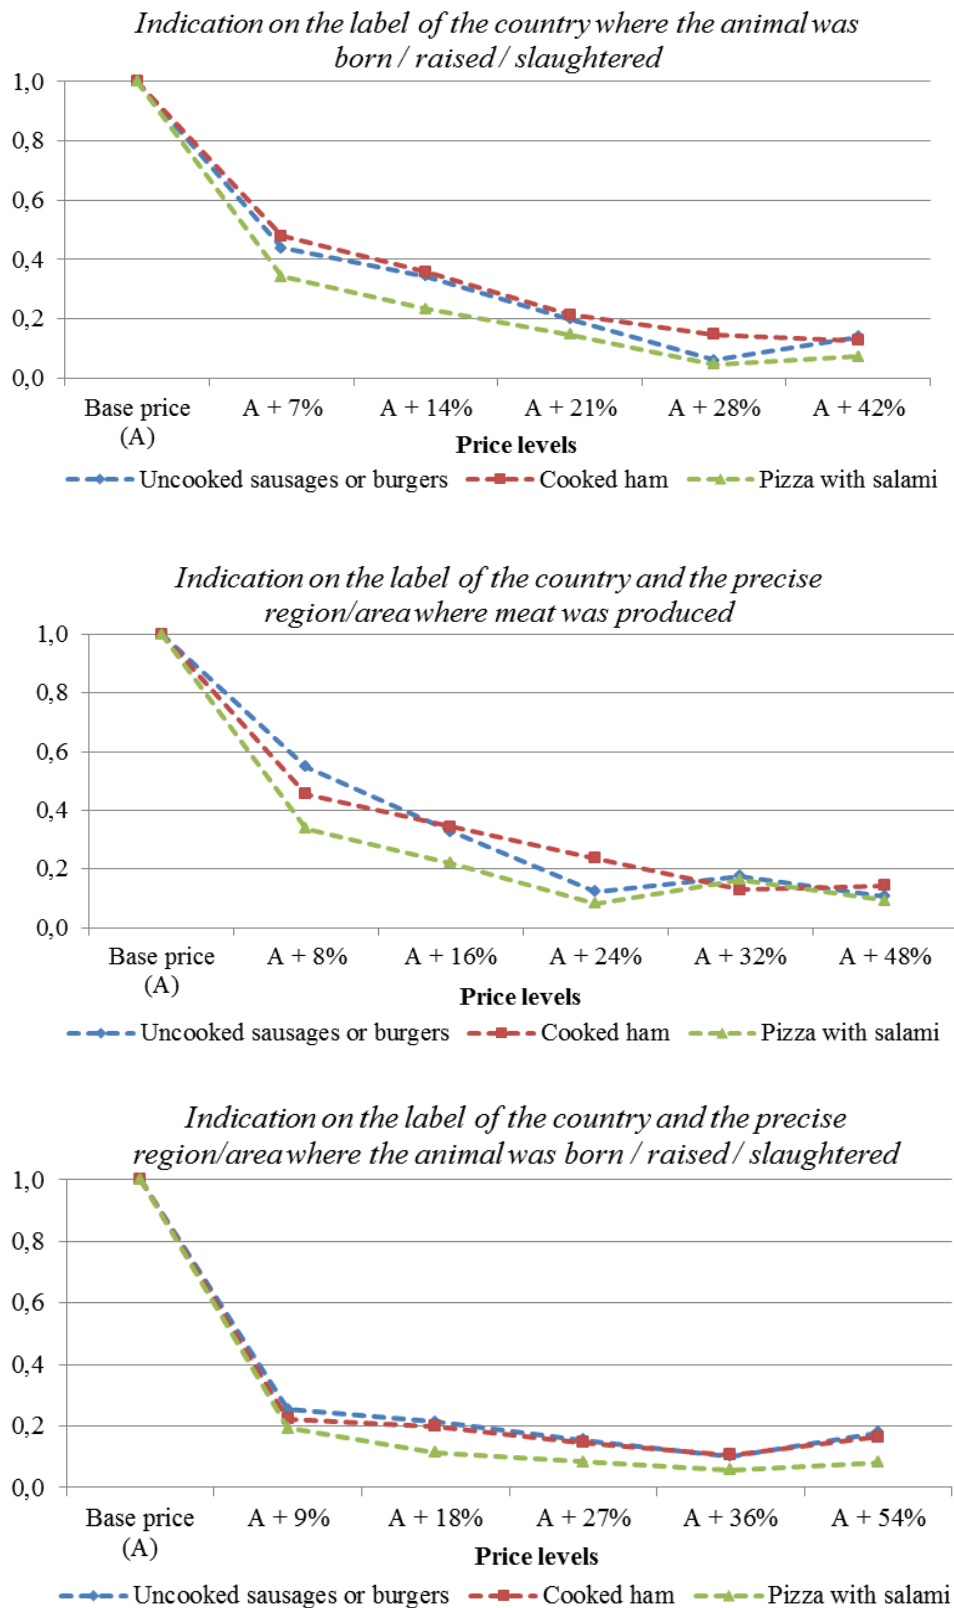 Indication on the label of the country where the animal was
born / raised / slaughtered
1,0
0,8
0,6
0,4
0,2
0,0
Base price (A)
A + 7%
A + 14%
A + 21%
A + 28%
A + 42%
Price levels
Uncooked sausages or burgers
Cooked ham
Pizza with salami
Indication on the label of the country and the precise
region/area where meat was produced
1,0
0,8
0,6
0,4
0,2
0,0
Base price
(A)
A + 8%
A + 16%
A + 24%
A + 32%
A + 48%
Price levels
Uncooked sausages or burgers
Cooked ham
Pizza with salami
Indication on the label of the country and the precise
region/area where the animal was born / raised / slaughtered
1,0
0,8
0,6
0,4
0,2
0,0
Base price
(A)
A + 9%
A + 18%
A + 27%
A + 36%
A + 54%
Price levels
Uncooked sausages or burgers
Cooked ham
Pizza with salami